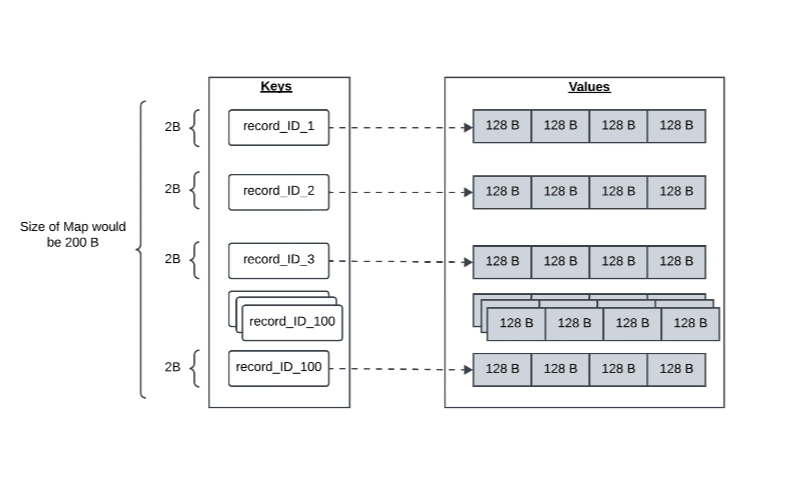 Keys
Values
2B
record_ID_1
128 B 128 B 128 B 128 B
2B
record_ID_2
128 B 128 B 128 B 128 B
Size of Map would
be 200 B
2B
record_ID_3
128 B 128 B 128 B 128 B
record_ID_100
128 B 128 B 128 B 128 B
2B
record_ID_100
128 B 128 B 128 B 128 B